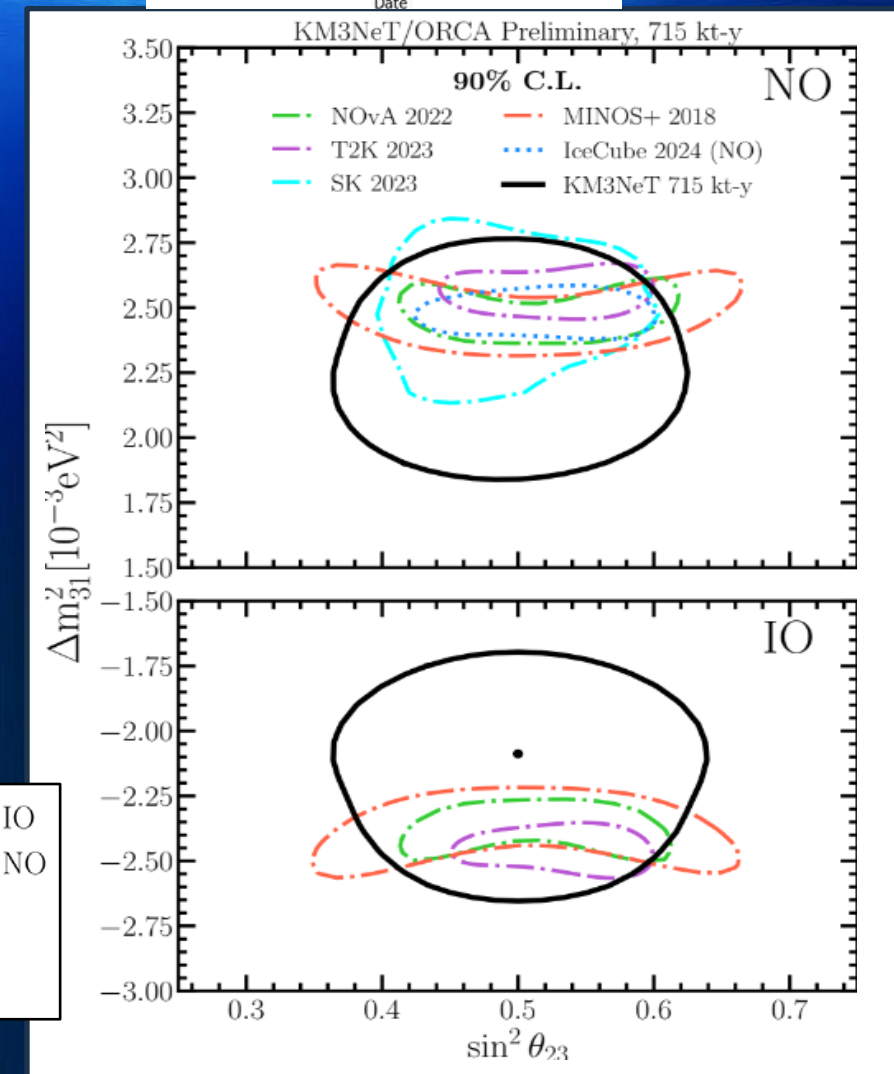 Date
KM3NeT/ORCA Preliminary, 715 kt-y
90% C.L.
NO
NOvA 2022
MINOS+ 2018
T2K 2023
IceCube 2024 (NO)
SK 2023
KM3NeT 715 kt-y
3.50
3.25
3.00
2.75
2.50
2.25
2.00
1.75
1.50
Δm²₃₁[10⁻³eV²]
IO
−1.50
−1.75
−2.00
−2.25
−2.50
−2.75
−3.00
IO
NO
0.3 0.4 0.5 0.6 0.7
sin² θ₂₃